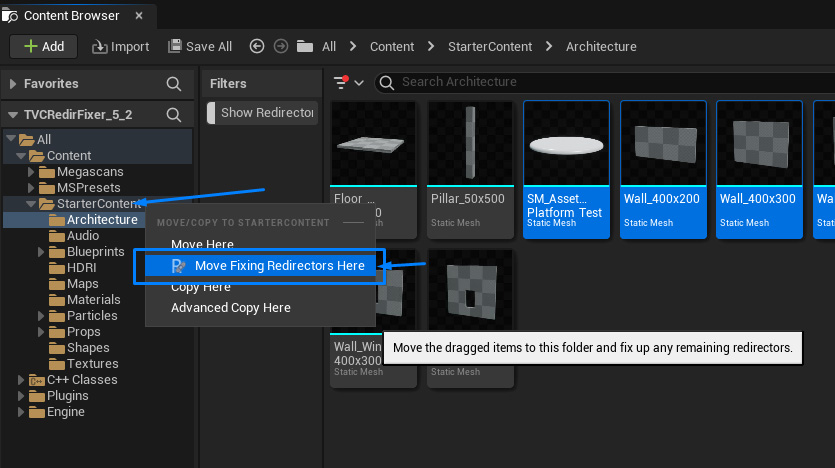 Content Browser
Add
Import
Save All
All
Content
StarterContent
Architecture
Favorites
Filters
Search Architecture
TVCRedirFixer_5_2
Show Redirector
All
Content
Megascans
MSPresets
StarterContent
Architecture
Audio
Blueprints
HDRI
Maps
Materials
Particles
Props
Shapes
Textures
C++ Classes
Plugins
Engine
MOVE/COPY TO STARTERCONTENT
Move Here
Move Fixing Redirectors Here
Copy Here
Advanced Copy Here
Floor_
Static Mesh
Pillar_50x500
Static Mesh
SM_Asset
Platform Test
Static Mesh
Wall_400x200
Static Mesh
Wall_400x300
Static Mesh
Wa
Static
Wall_Win
400x300
Static Mesh
Static Mesh
Move the dragged items to this folder and fix up any remaining redirectors.